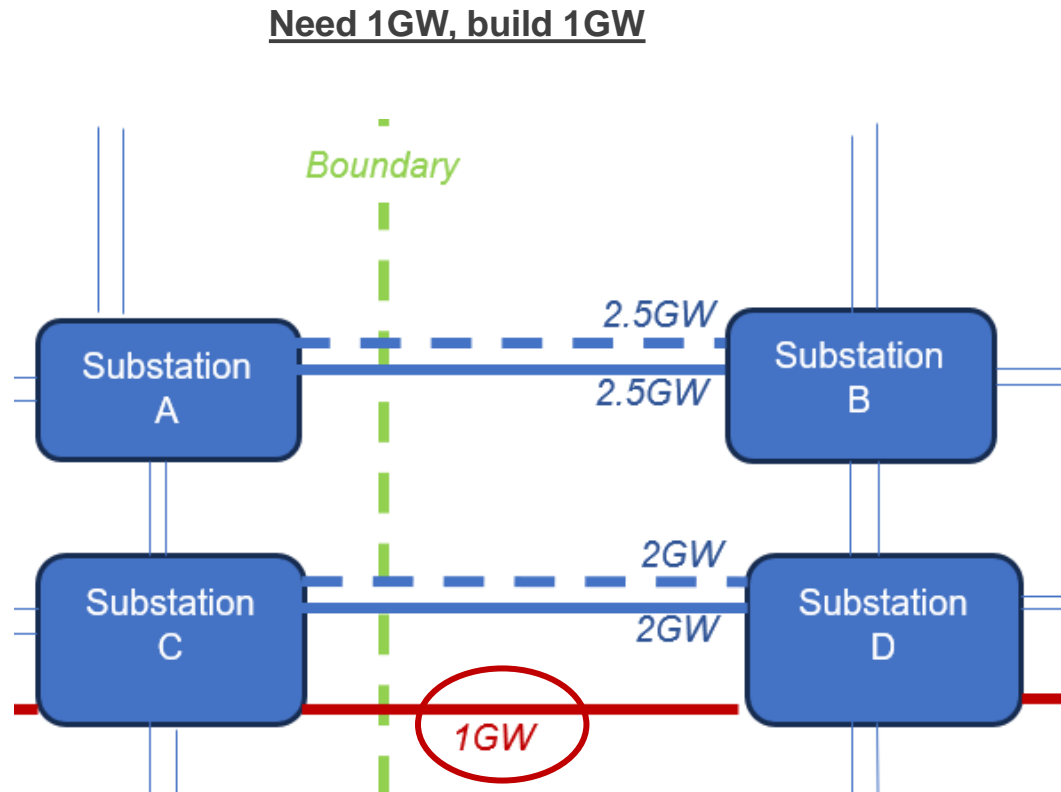 Need 1GW, build 1GW
Boundary
2.5GW
2.5GW
Substation
A
Substation
B
2GW
2GW
Substation
C
Substation
D
1GW